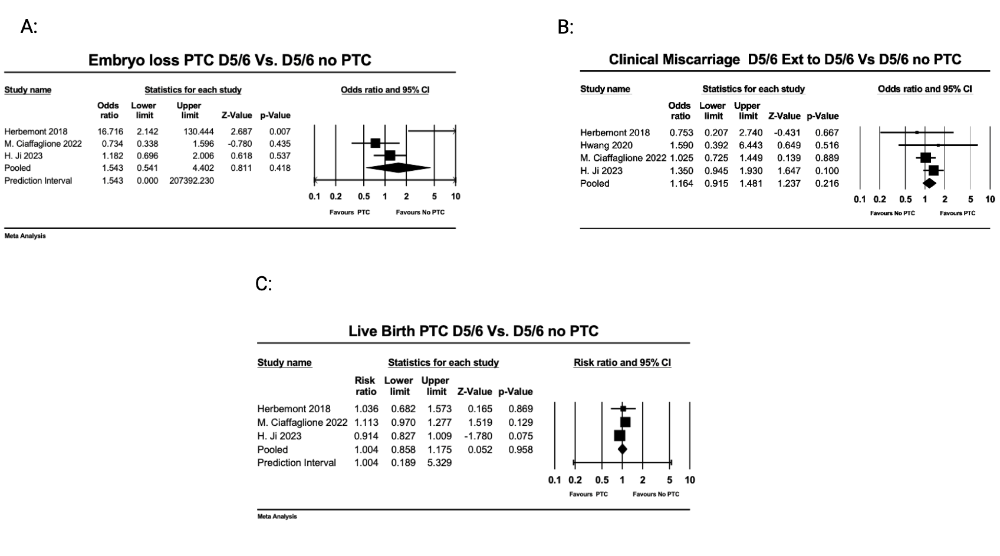 A:
Embryo loss PTC D5/6 Vs. D5/6 no PTC
Study name Statistics for each study Odds ratio and 95% CI
Odds Lower Upper
ratio limit limit Z-Value p-Value
Herbemont 2018 16.716 2.142 130.444 2.687 0.007
M. Ciaffaglione 2022 0.734 0.338 1.596 -0.780 0.435
H. Ji 2023 1.182 0.696 2.006 0.618 0.537
Pooled 1.543 0.541 4.402 0.811 0.418
Prediction Interval 1.543 0.000 207392.230
0.1 0.2 0.5 1 2 5 10
Favours PTC Favours No PTC
Meta Analysis
B:
Clinical Miscarriage D5/6 Ext to D5/6 Vs D5/6 no PTC
Study name Statistics for each study Odds ratio and 95% CI
Odds Lower Upper
ratio limit limit Z-Value p-Value
Herbemont 2018 0.753 0.207 2.740 -0.431 0.667
Hwang 2020 1.590 0.392 6.443 0.649 0.516
M. Ciaffaglione 2022 1.025 0.725 1.449 0.139 0.889
H. Ji 2023 1.350 0.945 1.930 1.647 0.100
Pooled 1.164 0.915 1.481 1.237 0.216
0.1 0.2 0.5 1 2 5 10
Favours No PTC Favours PTC
C:
Live Birth PTC D5/6 Vs. D5/6 no PTC
Study name Statistics for each study Risk ratio and 95% CI
Risk Lower Upper
ratio limit limit Z-Value p-Value
Herbemont 2018 1.036 0.682 1.573 0.165 0.869
M. Ciaffaglione 2022 1.113 0.970 1.277 1.519 0.129
H. Ji 2023 0.914 0.827 1.009 -1.780 0.075
Pooled 1.004 0.858 1.175 0.052 0.958
Prediction Interval 1.004 0.189 5.329
0.1 0.2 0.5 1 2 5 10
Favours PTC Favours No PTC
Meta Analysis